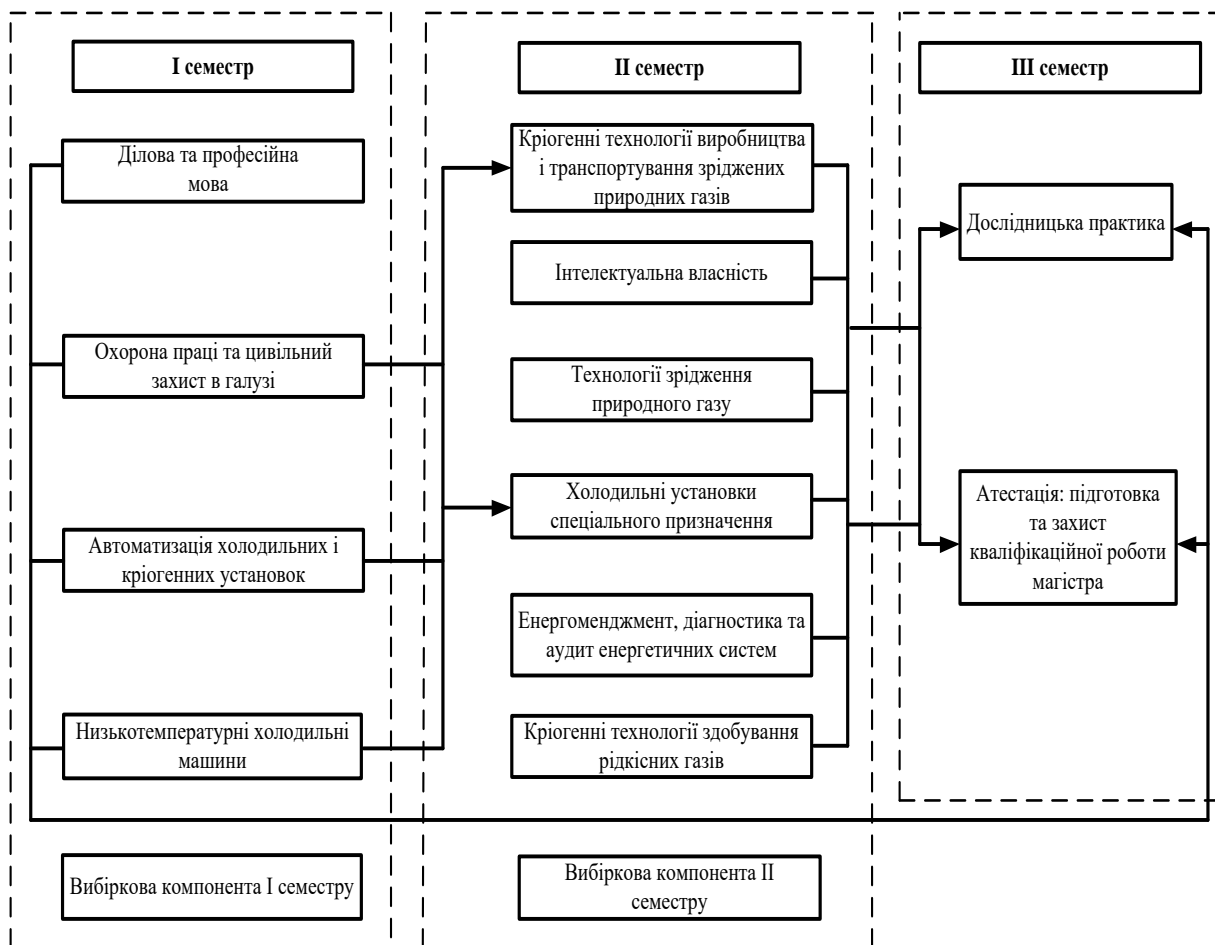 I семестр
Ділова та професійна
мова
Охорона праці та цивільний
захист в галузі
Автоматизація холодильних і
кріогенних установок
Низькотемпературні холодильні
машини
Вибіркова компонента I семестру
II семестр
Кріогенні технології виробництва
і транспортування зріджених
природних газів
Інтелектуальна власність
Технології зрідження
природного газу
Холодильні установки
спеціального призначення
Енергоменджмент, діагностика та
аудит енергетичних систем
Кріогенні технології здобування
рідкісних газів
Вибіркова компонента II
семестру
III семестр
Дослідницька практика
Атестація: підготовка
та захист
кваліфікаційної роботи
магістра